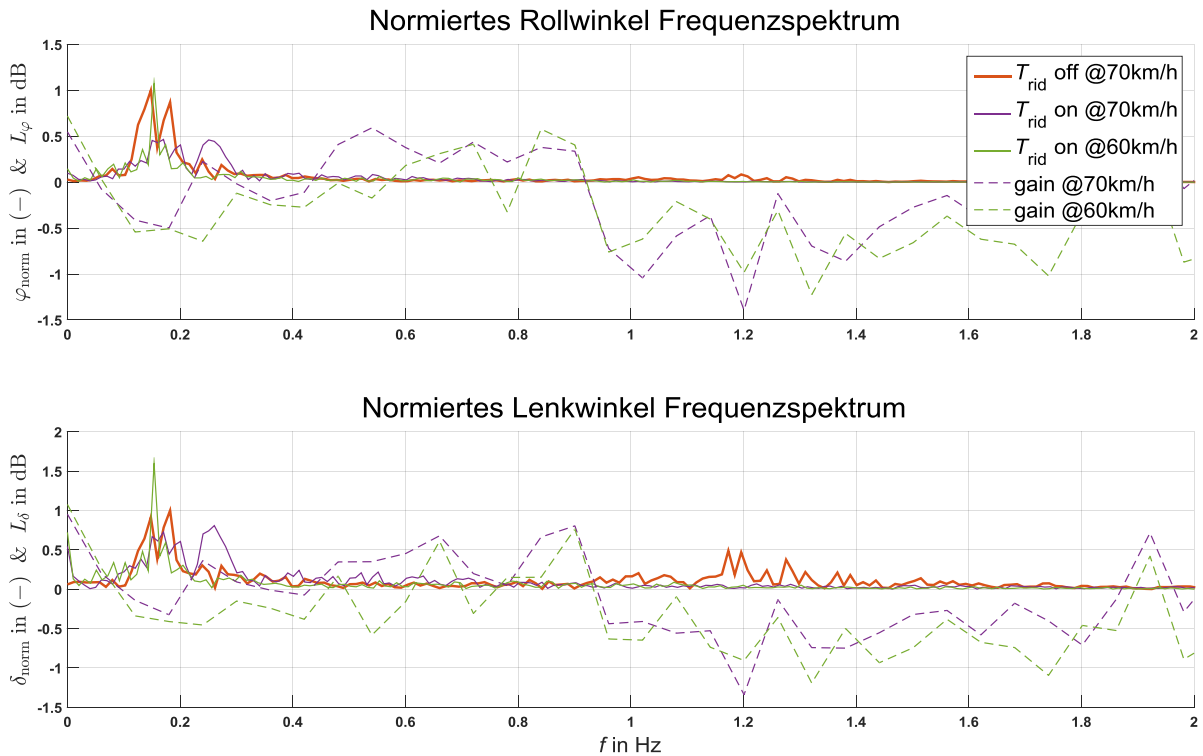 Normiertes Rollwinkel Frequenzspektrum
φnorm in (−) & Lφ in dB
1.5
1
0.5
0
-0.5
-1
-1.5
0 0.2 0.4 0.6 0.8 1 1.2 1.4 1.6 1.8 2
Trid off @70km/h
Trid on @70km/h
Trid on @60km/h
gain @70km/h
gain @60km/h
Normiertes Lenkwinkel Frequenzspektrum
δnorm in (−) & Lδ in dB
2
1.5
1
0.5
0
-0.5
-1
-1.5
0 0.2 0.4 0.6 0.8 1 1.2 1.4 1.6 1.8 2
f in Hz